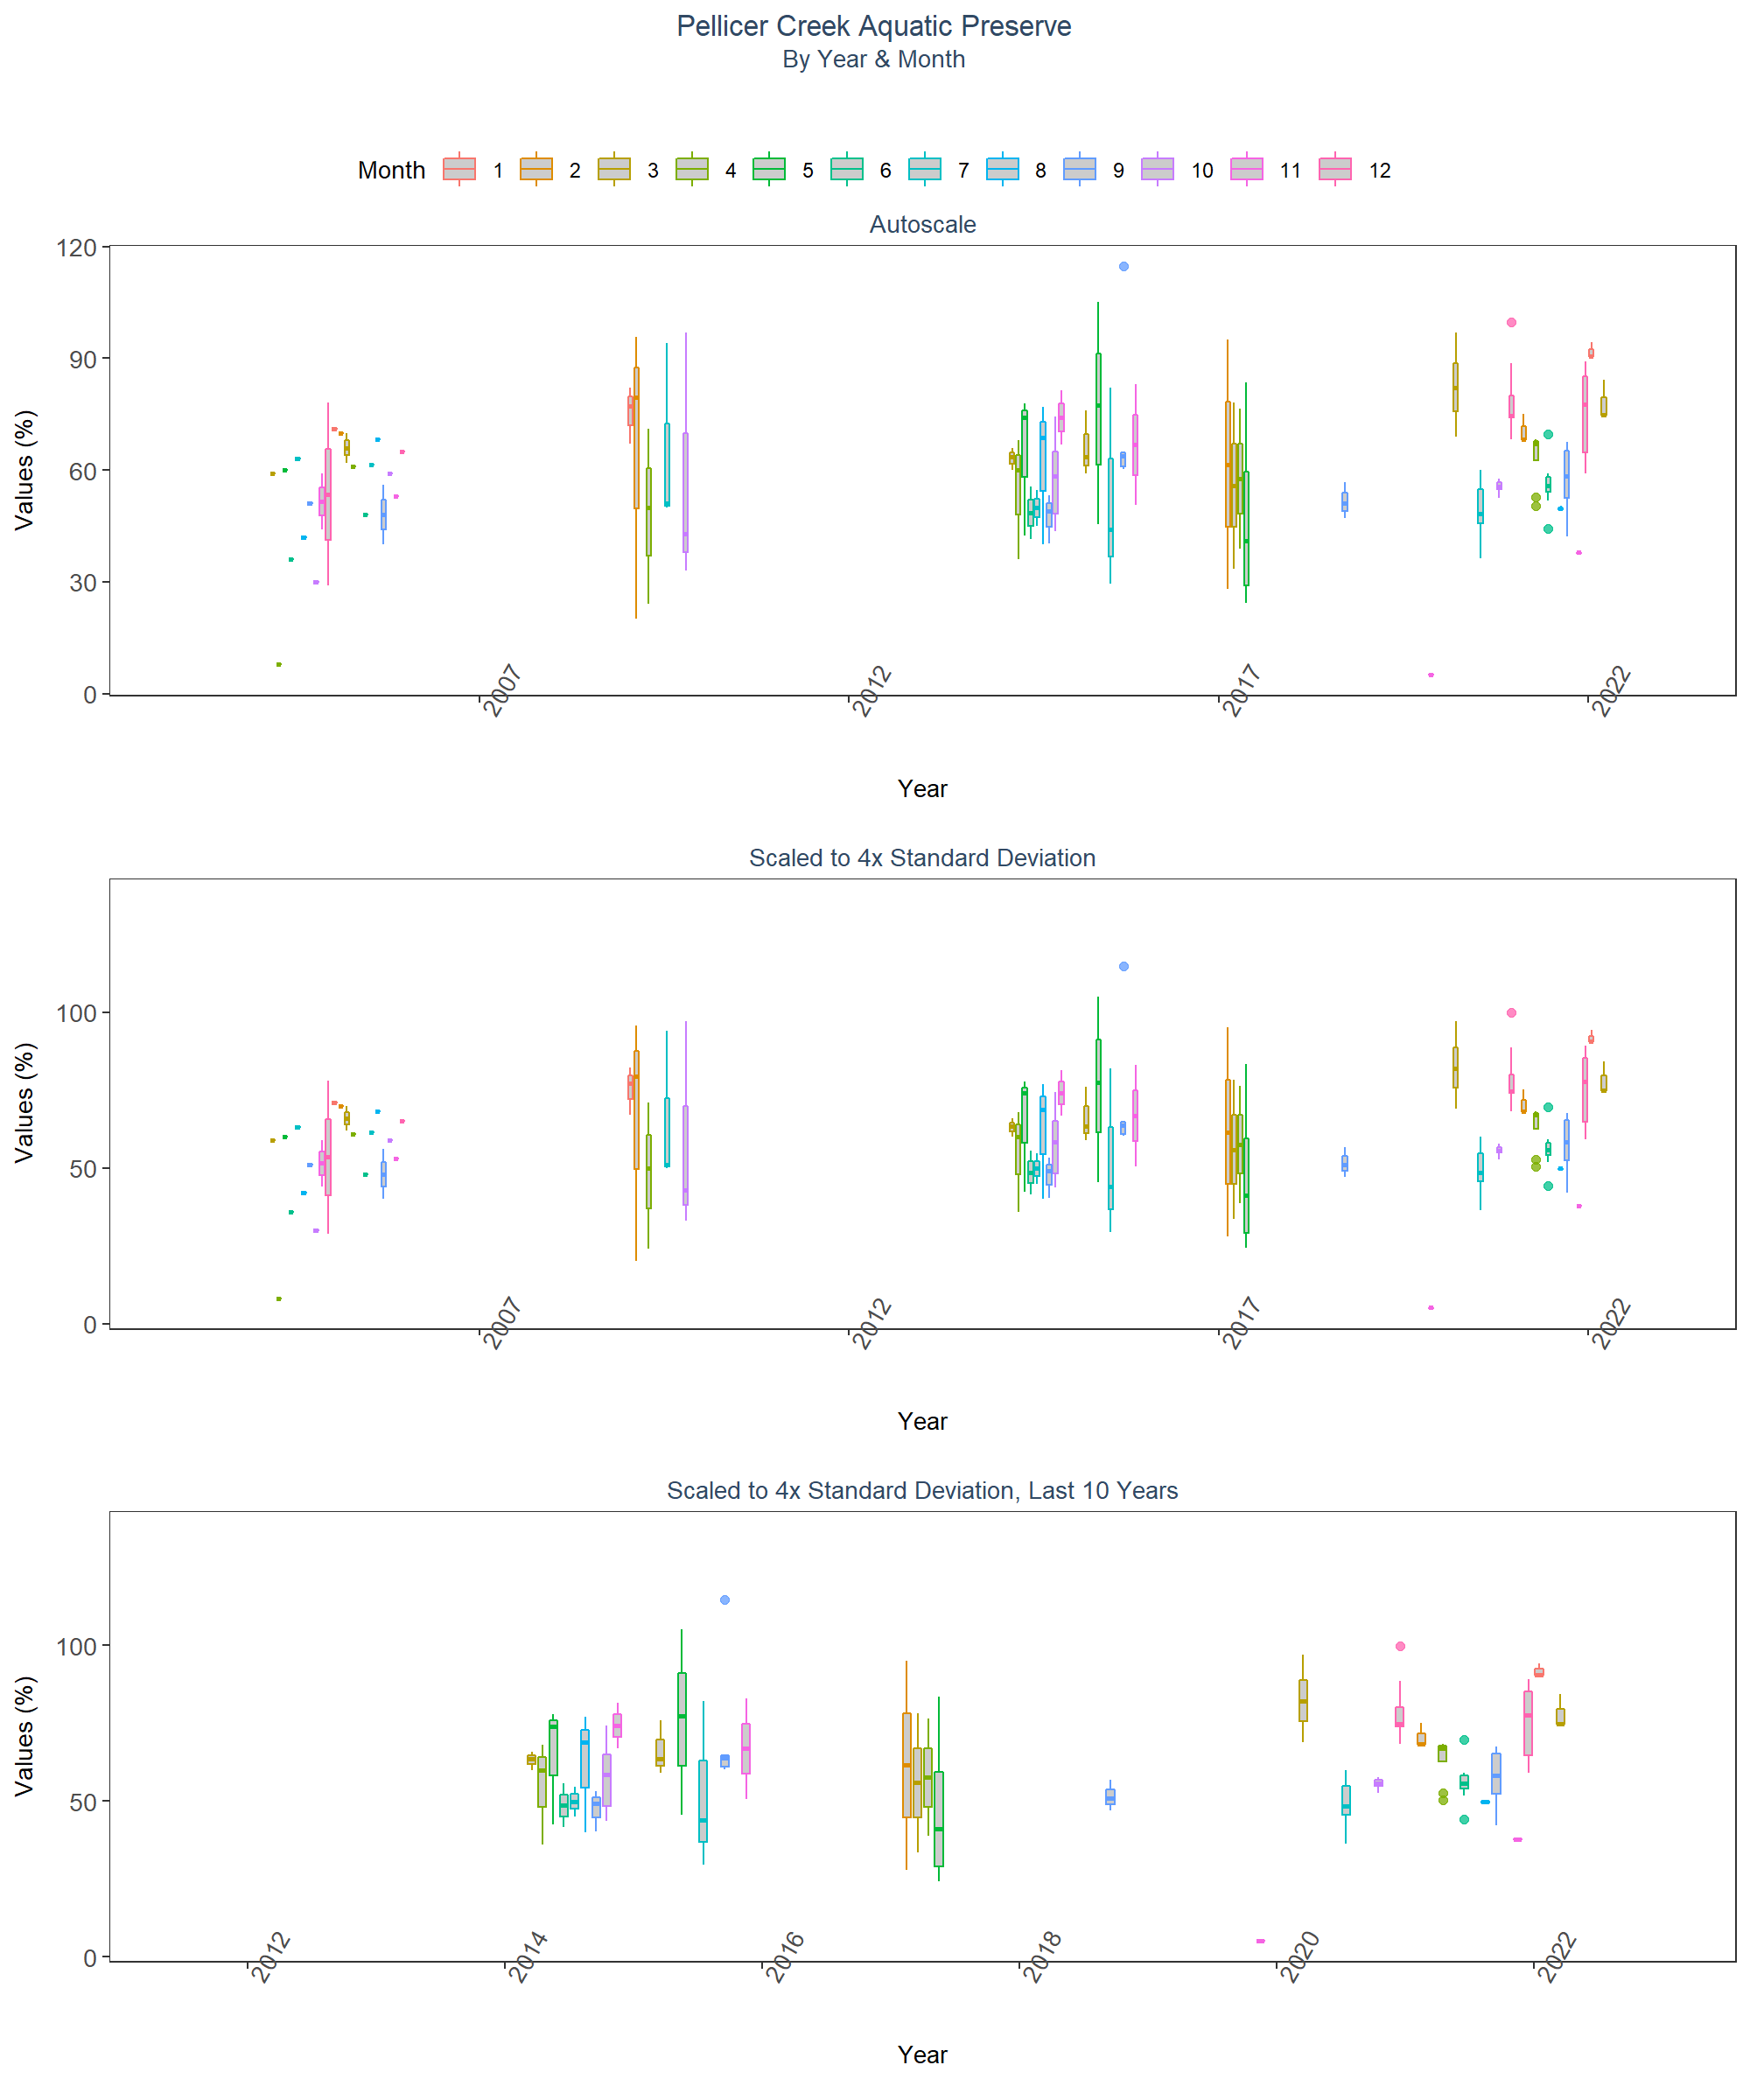 Pellicer Creek Aquatic Preserve
By Year & Month
Month 1 2 3 4 5 6 7 8 9 10 11 12
Autoscale
120
90
60
30
0
Values (%)
2007 2012 2017 2022
Year
Scaled to 4x Standard Deviation
100
50
0
Values (%)
2007 2012 2017 2022
Year
Scaled to 4x Standard Deviation, Last 10 Years
100
50
0
Values (%)
2012 2014 2016 2018 2020 2022
Year